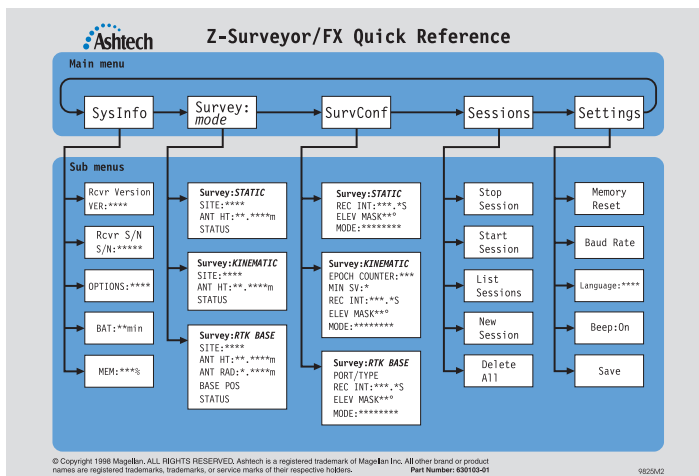 Ashtech
Z-Surveyor/FX Quick Reference
Main menu
SysInfo
Survey:
mode
SurvConf
Sessions
Settings
Sub menus
Rcvr Version
VER:****
Rcvr S/N
S/N:*****
OPTIONS:****
BAT:**min
MEM:***%
Survey:STATIC
SITE:****
ANT HT:**.****m
STATUS
Survey:KINEMATIC
SITE:****
ANT HT:**.****m
STATUS
Survey:RTK BASE
SITE:****
ANT HT:**.****m
ANT RAD:*.****m
BASE POS
STATUS
Survey:STATIC
REC INT:***.*S
ELEV MASK**°
MODE:********
Survey:KINEMATIC
EPOCH COUNTER:***
MIN SV:*
REC INT:***.*S
ELEV MASK**°
MODE:********
Survey:RTK BASE
PORT/TYPE
REC INT:***.*S
ELEV MASK**°
MODE:********
Stop
Session
Start
Session
List
Sessions
New
Session
Delete
All
Memory
Reset
Baud Rate
Language:****
Beep:On
Save
© Copyright 1998 Magellan. ALL RIGHTS RESERVED. Ashtech is a registered trademark of Magellan Inc. All other brand or product
names are registered trademarks, trademarks, or service marks of their respective holders. Part Number: 630103-01
9825M2